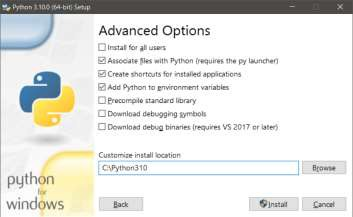 Python 3.10.0 (64-bit) Setup
Advanced Options
Install for all users
Associate files with Python (requires the py launcher)
Create shortcuts for installed applications
Add Python to environment variables
Precompile standard library
Download debugging symbols
Download debug binaries (requires VS 2017 or later)
Customize install location
C:\Python310
Browse
python
for
windows
Back
Install
Cancel